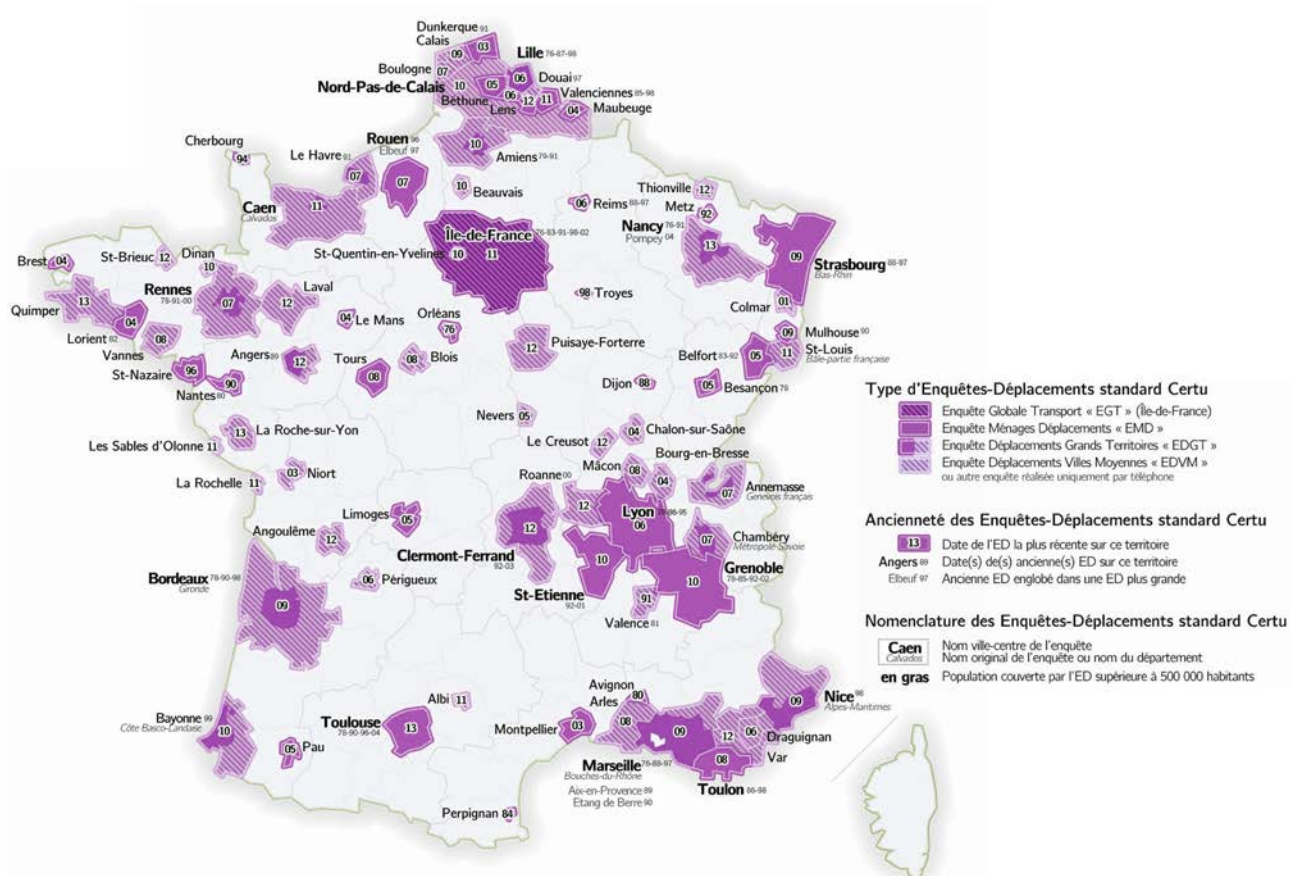 Dunkerque 91
Calais
03
09
Lille 76-87-98
Boulogne
07
06
Douai 97
Nord-Pas-de-Calais
10
05
06
Valenciennes 85-98
Béthune
12
11
Lens
04
Maubeuge
Cherbourg
94
Rouen 96
Elbeuf 97
10
Amiens 79-91
Le Havre 91
07
07
10
Beauvais
Thionville
12
06
Reims 88-97
Metz
92
Caen
Calvados
11
Nancy 76-91
Pompey 04
13
Île-de-France 76-83-91-98-02
St-Quentin-en-Yvelines
10
11
09
Strasbourg 88-97
Bas-Rhin
Brest
04
St-Brieuc
12
Dinan
10
Rennes
78-91-00
07
Laval
12
98
Troyes
Colmar
01
Quimper
13
04
Le Mans
Orléans
76
Lorient 82
04
08
Vannes
Angers 89
12
Tours
08
08
Blois
12
Puisaye-Forterre
09
Mulhouse 90
Belfort 83-92
05
11
St-Louis
Bâle-partie française
St-Nazaire
96
90
Nantes 80
Dijon
88
05
Besançon 78
Nevers
05
13
La Roche-sur-Yon
Les Sables d'Olonne
11
04
Chalon-sur-Saône
Le Creusot
12
03
Niort
La Rochelle
11
Bourg-en-Bresse
Mâcon
08
04
07
Annemasse
Genevois français
Roanne 00
12
Limoges
05
Lyon 76-86-95
06
Angoulême
12
12
Clermont-Ferrand
92-03
07
Chambéry
Métropole Savoie
06
Périgueux
10
Grenoble
78-85-92-02
10
Bordeaux 78-90-98
Gironde
09
St-Etienne
92-01
91
Valence 81
Albi
11
Avignon
80
Arles
09
Nice 98
Alpes-Maritimes
Bayonne 99
Côte Basco-Landaise
10
Toulouse
78-90-96-04
13
Montpellier
03
08
09
12
06
Draguignan
05
Pau
08
Var
Marseille 76-88-97
Bouches-du-Rhône
Toulon 86-98
Aix-en-Provence 89
Etang de Berre 90
Perpignan
84
Type d'Enquêtes-Déplacements standard Certu
Enquête Globale Transport « EGT » (Île-de-France)
Enquête Ménages Déplacements « EMD »
Enquête Déplacements Grands Territoires « EDGT »
Enquête Déplacements Villes Moyennes « EDVM »
ou autre enquête réalisée uniquement par téléphone
Ancienneté des Enquêtes-Déplacements standard Certu
13 Date de l'ED la plus récente sur ce territoire
Angers 89 Date(s) de(s) ancienne(s) ED sur ce territoire
Elbeuf 97 Ancienne ED englobé dans une ED plus grande
Nomenclature des Enquêtes-Déplacements standard Certu
Caen Nom ville-centre de l'enquête
Calvados Nom original de l'enquête ou nom du département
en gras Population couverte par l'ED supérieure à 500 000 habitants